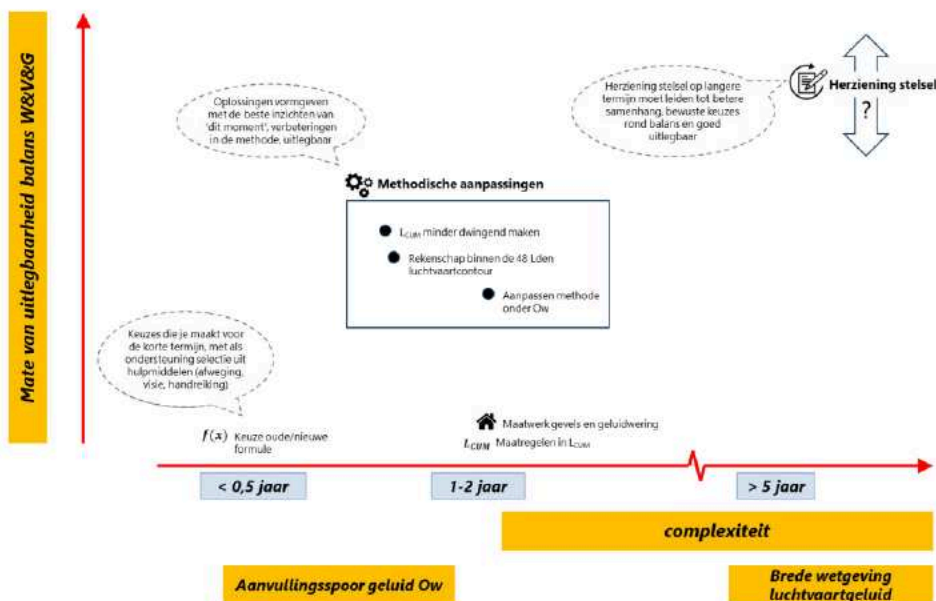 Mate van uitlegbaarheid balans W&V&G
Oplossingen vormgeven
met de beste inzichten van
'dit moment', verbeteringen
in de methode, uitlegbaar
Herziening stelsel op langere
termijn moet leiden tot betere
samenhang, bewuste keuzes
rond balans en goed
uitlegbaar
Herziening stelsel
?
Methodische aanpassingen
LCUM minder dwingend maken
Rekenschap binnen de 48 Lden
luchtvaartcontour
Aanpassen methode
onder Ow
Keuzes die je maakt voor
de korte termijn, met als
ondersteuning selectie uit
hulpmiddelen (afweging,
visie, handreiking)
f(x) Keuze oude/nieuwe
formule
Maatwerk gevels en geluidwering
LCUM Maatregelen in LCUM
< 0,5 jaar
1-2 jaar
> 5 jaar
complexiteit
Aanvullingsspoor geluid Ow
Brede wetgeving
luchtvaartgeluid